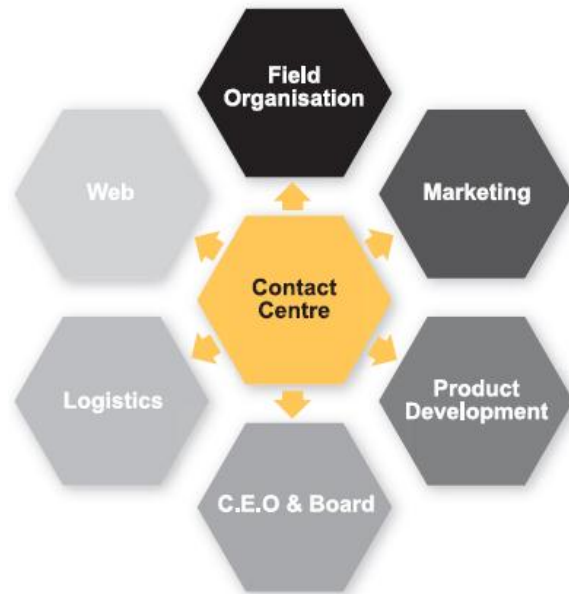 Field
Organisation
Web
Marketing
Contact
Centre
Logistics
Product
Development
C.E.O & Board